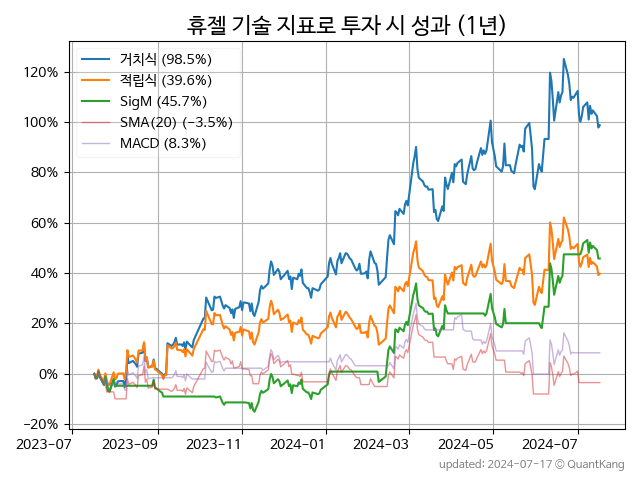 휴젤 기술 지표로 투자 시 성과 (1년)
거치식 (98.5%)
적립식 (39.6%)
SigM (45.7%)
SMA(20) (−3.5%)
MACD (8.3%)
120%
100%
80%
60%
40%
20%
0%
−20%
2023-07
2023-09
2023-11
2024-01
2024-03
2024-05
2024-07
updated: 2024-07-17 © QuantKang